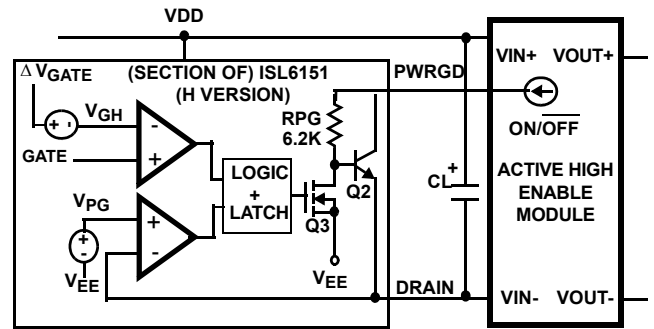 VDD
(SECTION OF) ISL6151
(H VERSION)
Δ VGATE
+ -
VGH
GATE
-
+
VPG
+
-
VEE
+
-
LOGIC
+
LATCH
RPG
6.2K
Q2
Q3
VEE
PWRGD
DRAIN
CL
+
VIN+ VOUT+
ON/OFF
ACTIVE HIGH
ENABLE
MODULE
VIN- VOUT-